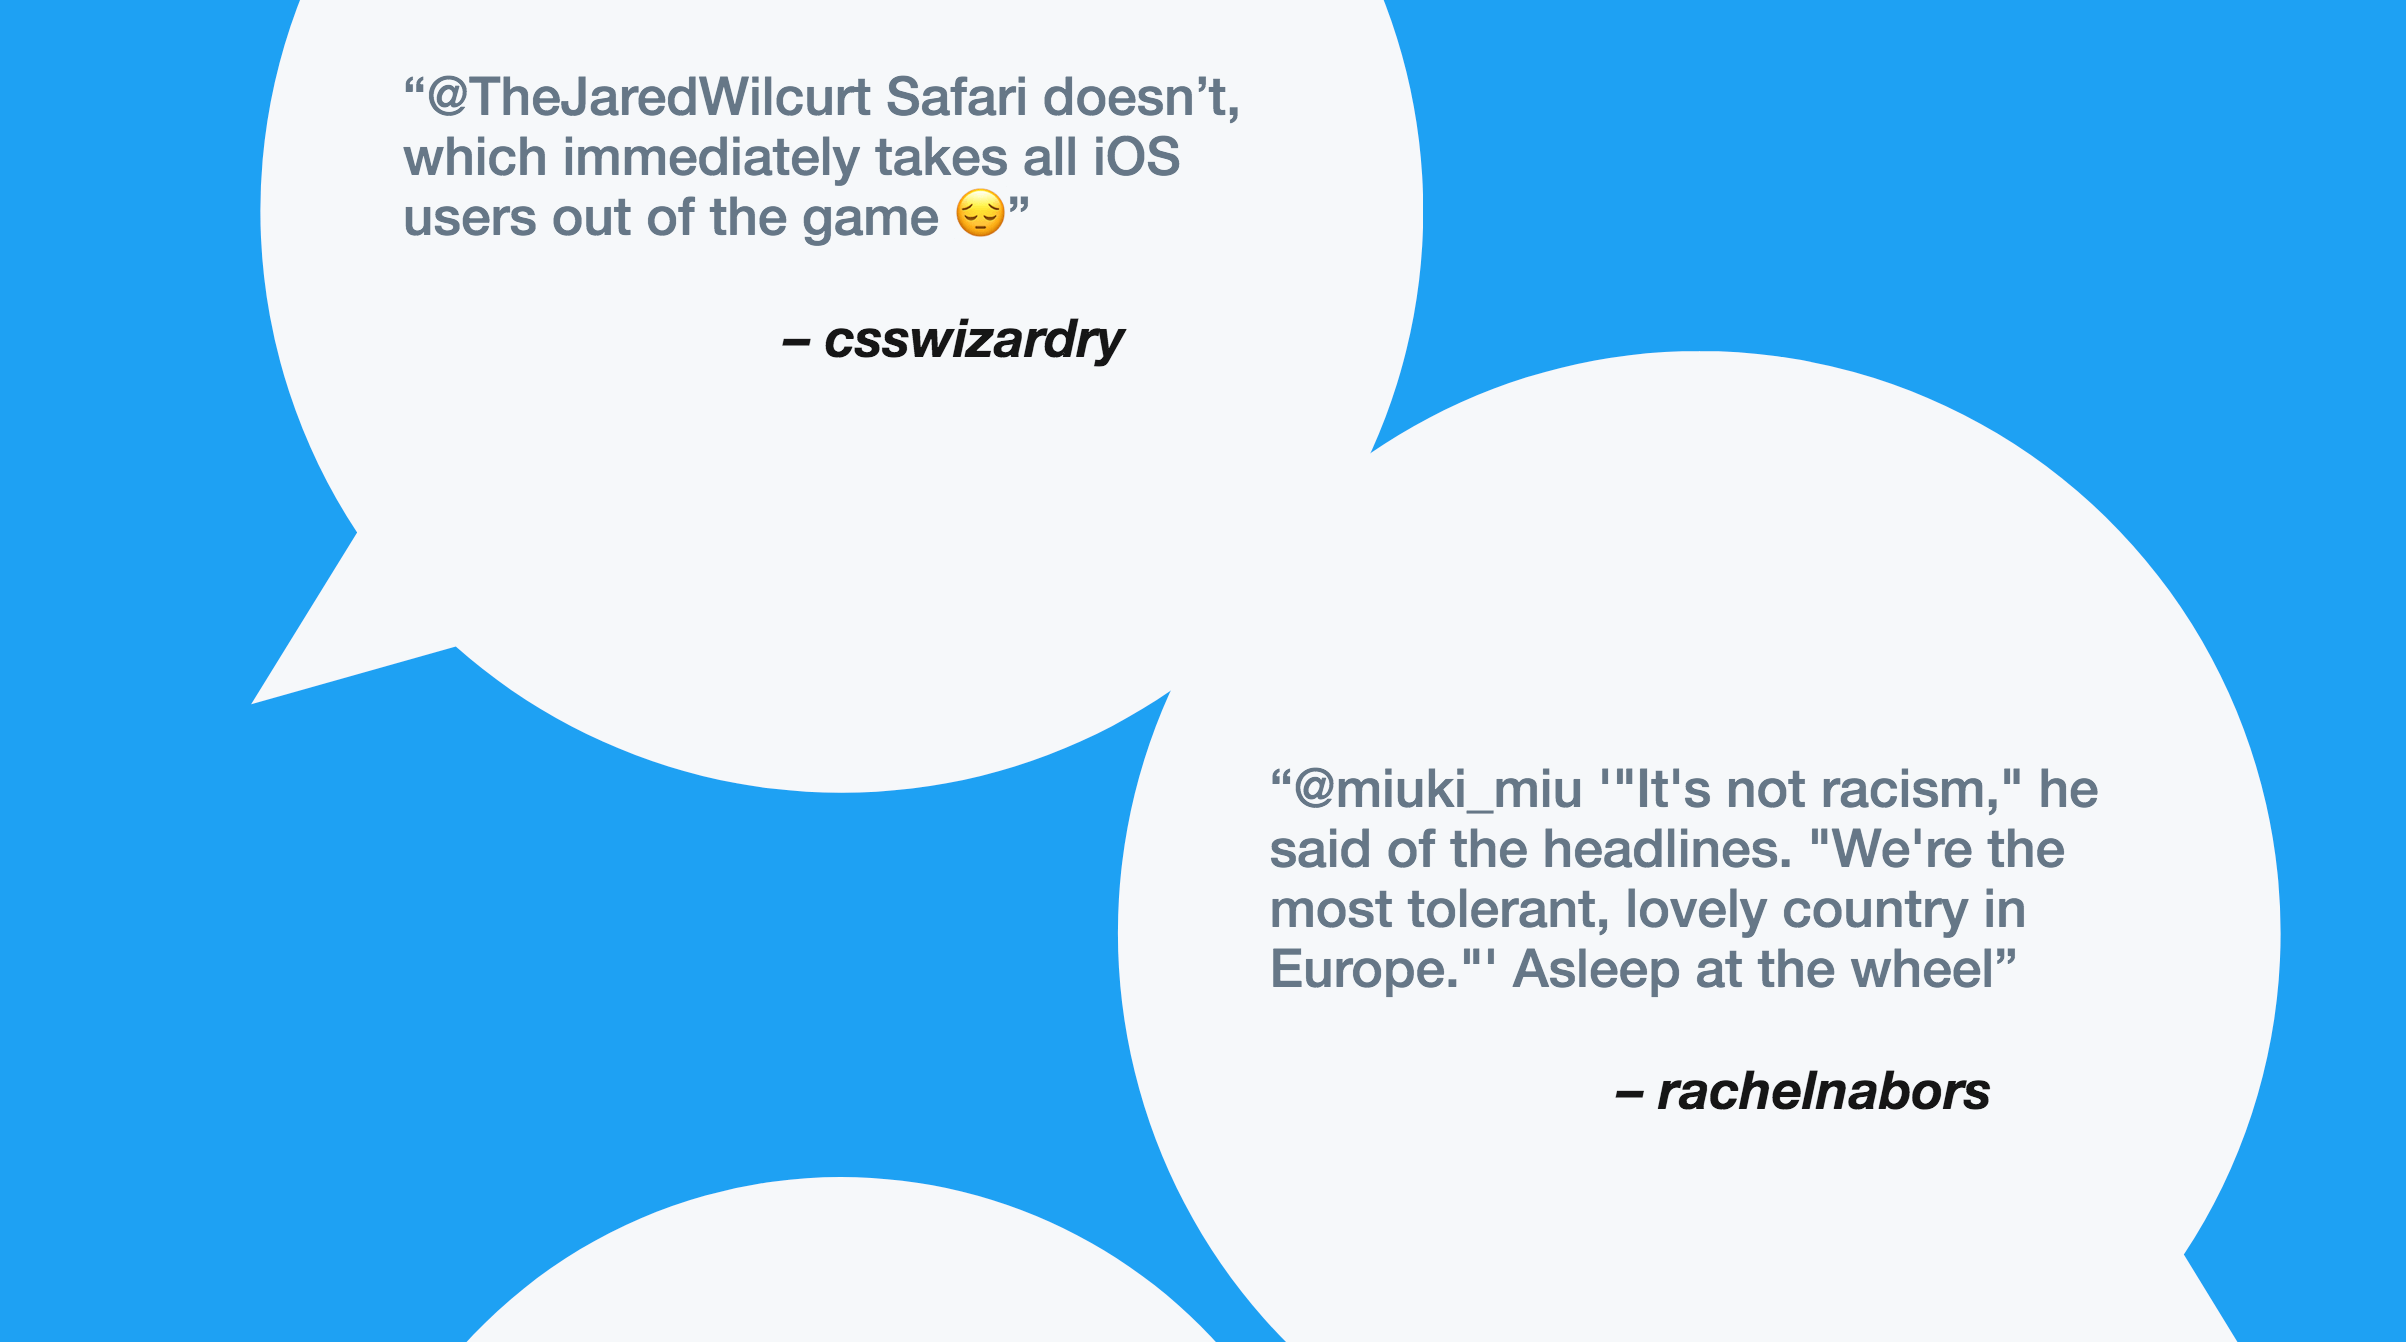 “@TheJaredWilcurt Safari doesn’t,
which immediately takes all iOS
users out of the game 😔”
– csswizardry
“@miuki_miu '"It's not racism," he
said of the headlines. "We're the
most tolerant, lovely country in
Europe."' Asleep at the wheel”
– rachelnabors